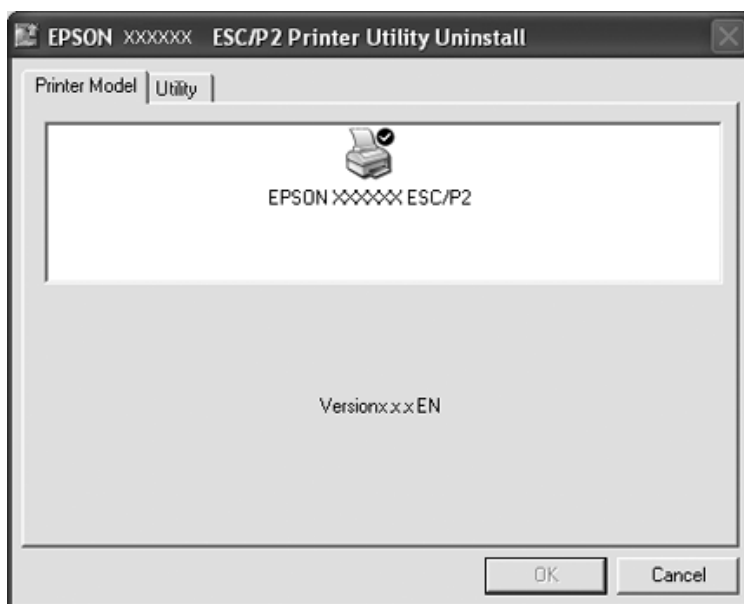 EPSON XXXXXX ESC/P2 Printer Utility Uninstall
Printer Model Utility
EPSON XXXXXX ESC/P2
Versionx.x.x EN
OK Cancel